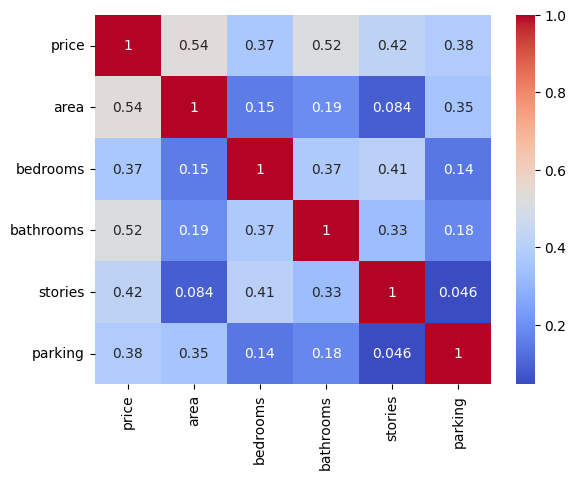 price 1 0.54 0.37 0.52 0.42 0.38
area 0.54 1 0.15 0.19 0.084 0.35
bedrooms 0.37 0.15 1 0.37 0.41 0.14
bathrooms 0.52 0.19 0.37 1 0.33 0.18
stories 0.42 0.084 0.41 0.33 1 0.046
parking 0.38 0.35 0.14 0.18 0.046 1
price area bedrooms bathrooms stories parking
1.0
0.8
0.6
0.4
0.2